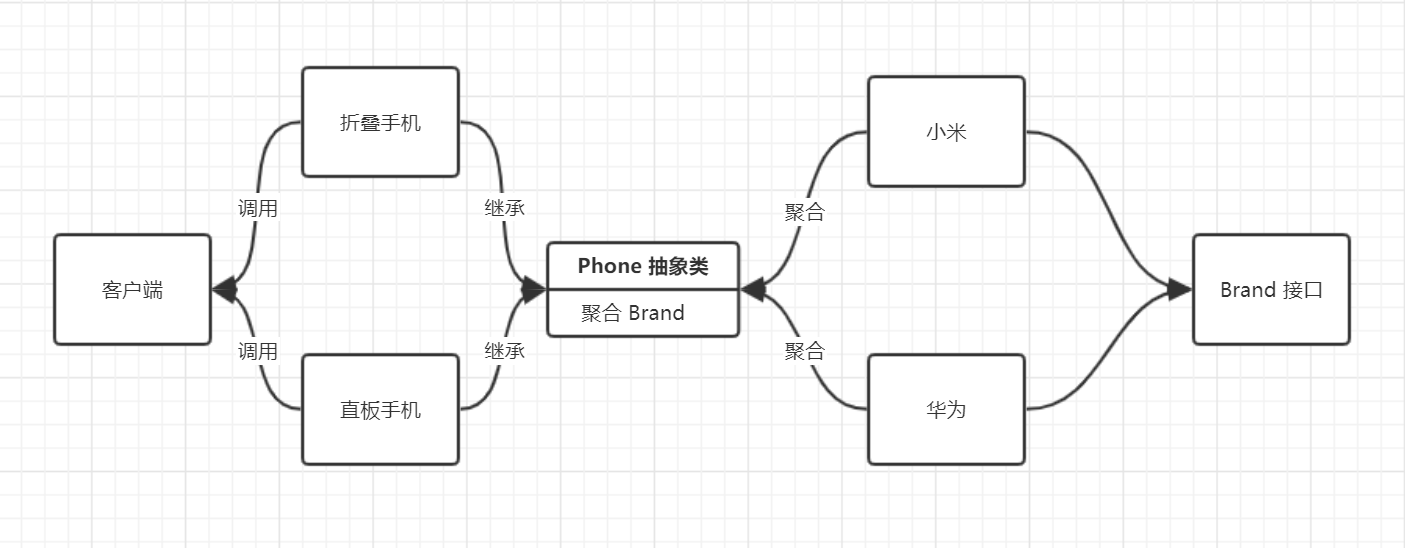 折叠手机
小米
调用
继承
聚合
客户端
Phone 抽象类
聚合 Brand
Brand 接口
调用
继承
聚合
直板手机
华为